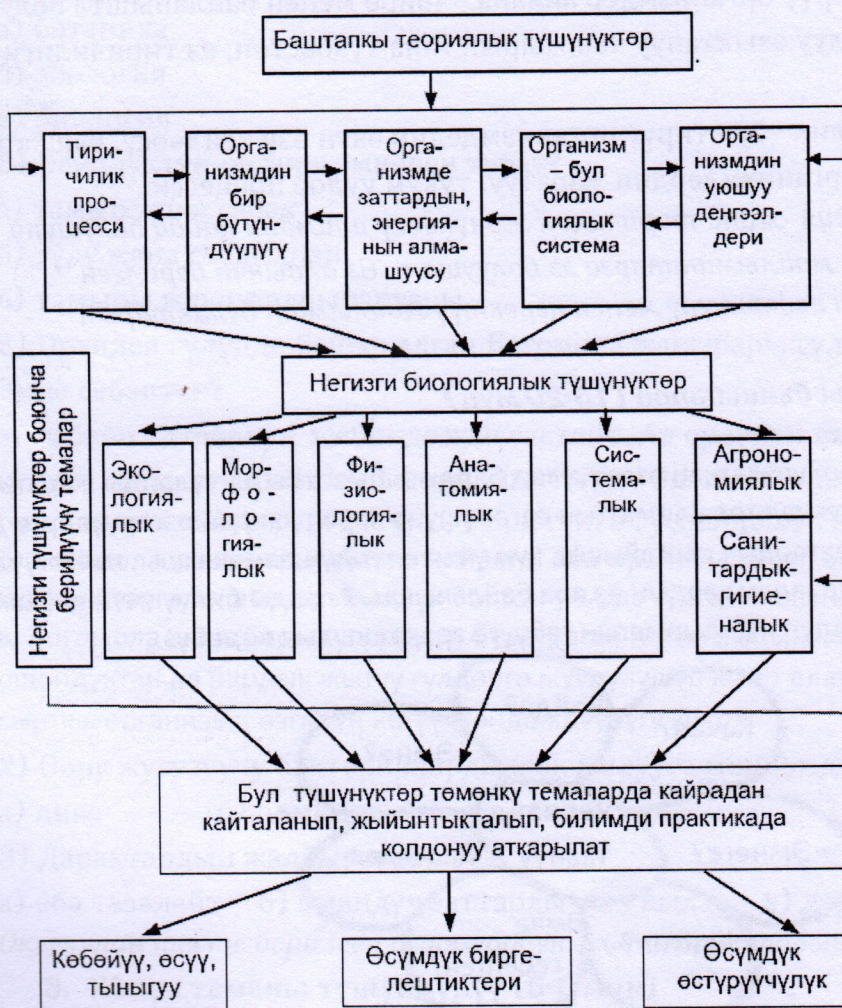 Баштапкы теориялык түшүнүктөр
Тири-
чилик
про-
цесси
Орга-
низмдин
бир
бүтүн-
дүүлүгү
Орга-
низмде
заттардын,
энергия-
нын алма-
шуусу
Организм
бул
биоло-
гиялык
система
Орга-
низмдин
уюшуу
деңгээл-
дери
Негизги биологиялык түшүнүктөр
Негизги түшүнүктөр боюнча
берилүүчү темалар
Эко-
логия-
лык
Мор-
фо-
ло-
гия-
лык
Фи-
зио-
логия-
лык
Ана-
томия-
лык
Сис-
тема-
лык
Агроно-
миялык
Сани-
тардык-
гигие-
налык
Бул түшүнүктөр төмөнкү темаларда кайрадан
кайталанып, жыйынтыкталып, билимди практикада
колдонуу аткарылат
Көбөйүү, өсүү,
тыныгуу
Өсүмдүк бирге-
лештиктери
Өсүмдүк
өстүрүүчүлүк